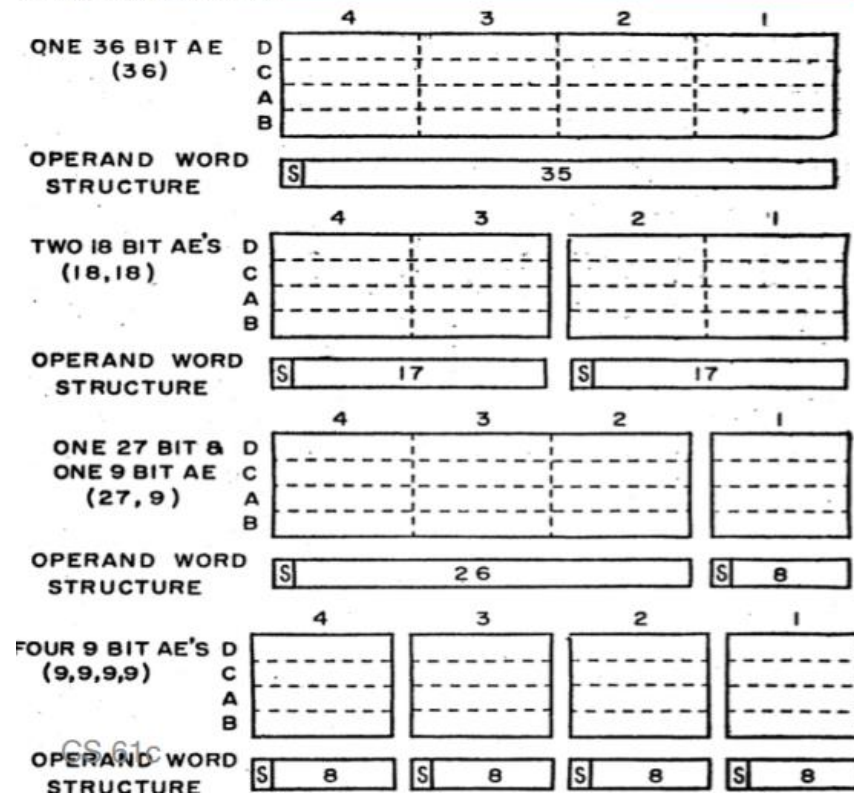 4 3 2 1
ONE 36 BIT AE D
(36) C
A
B
OPERAND WORD
STRUCTURE
S 35
4 3 2 1
TWO 18 BIT AE'S D
(18,18) C
A
B
OPERAND WORD
STRUCTURE
S 17 S 17
4 3 2 1
ONE 27 BIT & D
ONE 9 BIT AE C
(27, 9) A
B
OPERAND WORD
STRUCTURE
S 26 S 8
4 3 2 1
FOUR 9 BIT AE'S D
(9,9,9,9) C
A
B
CS 61c
OPERAND WORD
STRUCTURE
S 8 S 8 S 8 S 8